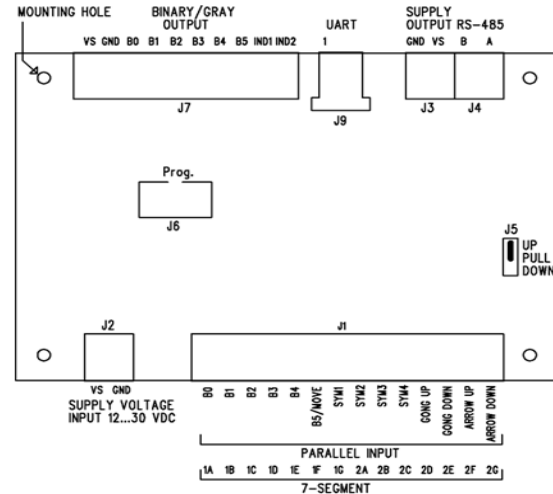 MOUNTING HOLE
BINARY/GRAY
OUTPUT
UART
SUPPLY
OUTPUT RS-485
VS GND B0 B1 B2 B3 B4 B5 IND1 IND2
1
GND VS B A
J7
J9
J3
J4
Prog.
J6
J5
UP
PULL
DOWN
J2
J1
VS GND
SUPPLY VOLTAGE
INPUT 12...30 VDC
B0
B1
B2
B3
B4
B5/MOVE
SYM1
SYM2
SYM3
SYM4
GONG UP
GONG DOWN
ARROW UP
ARROW DOWN
PARALLEL INPUT
1A 1B 1C 1D 1E 1F 1G 2A 2B 2C 2D 2E 2F 2G
7-SEGMENT